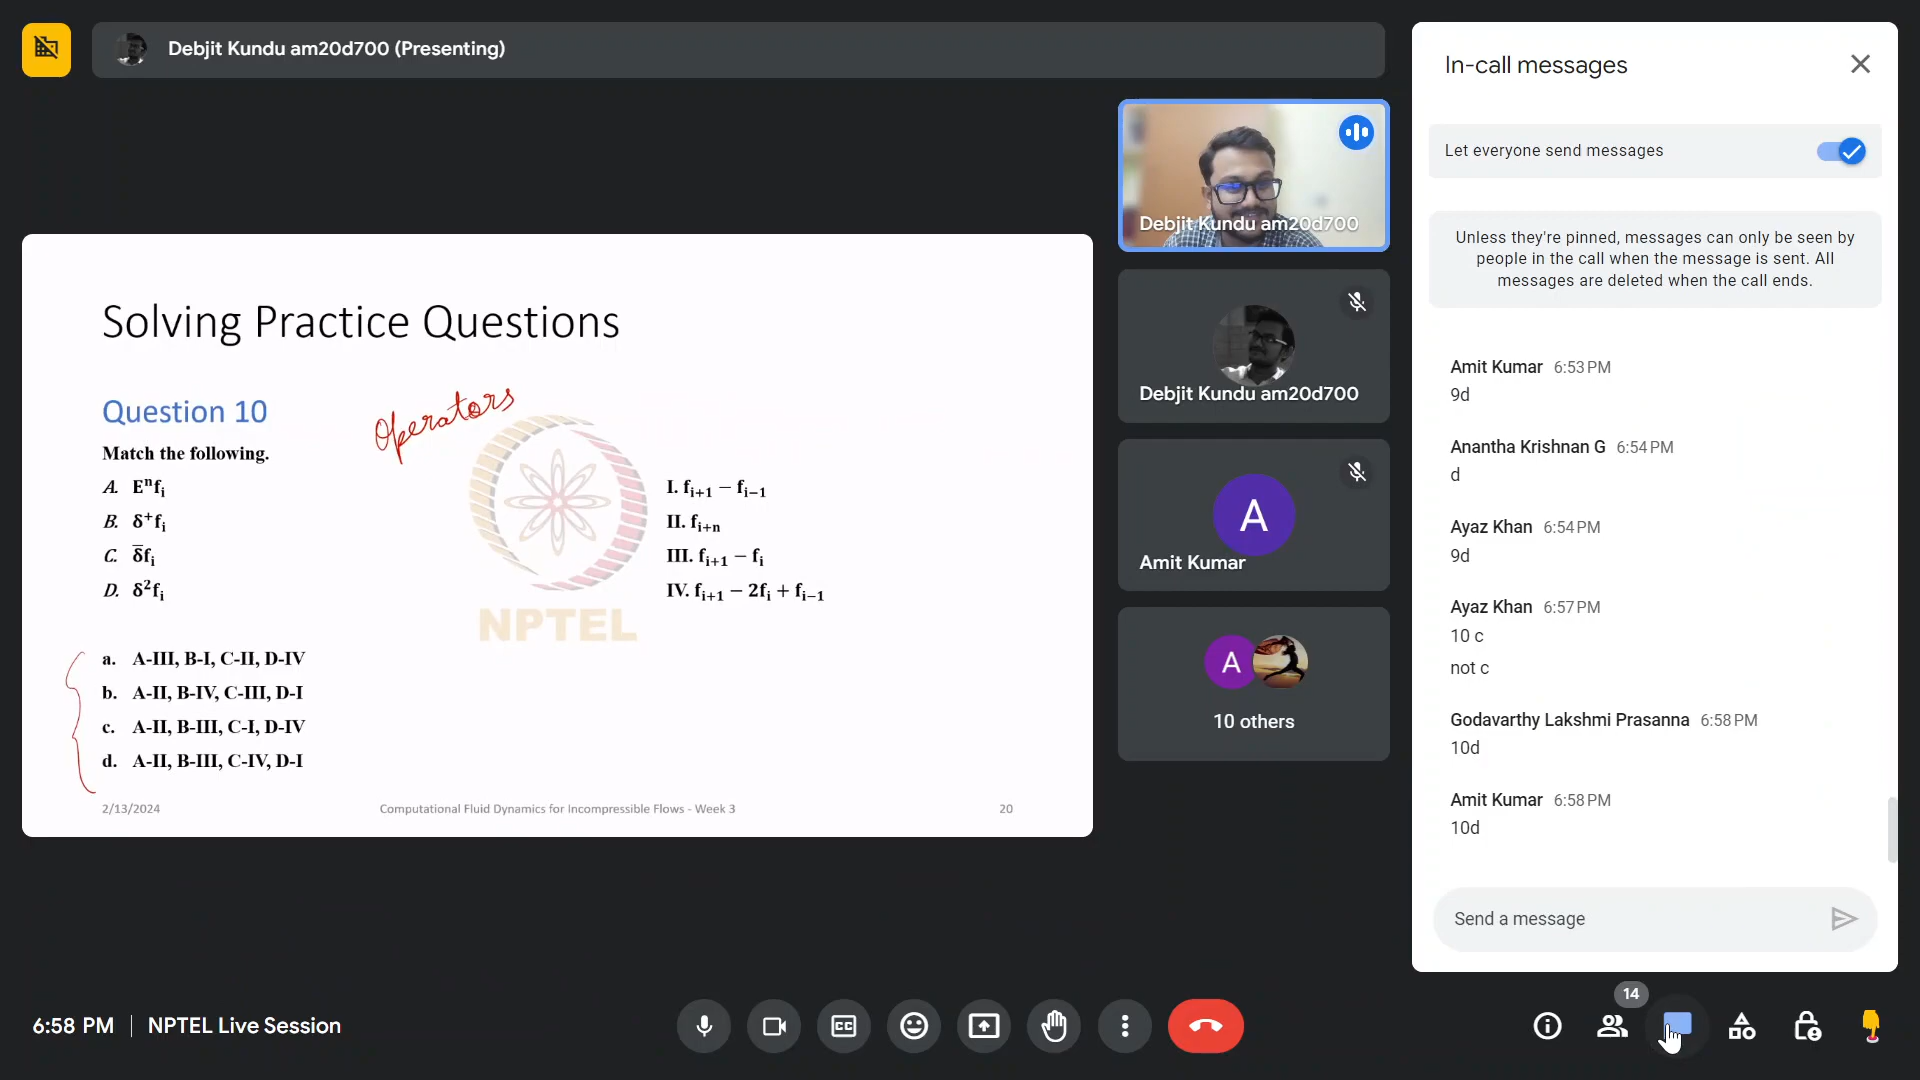 Debjit Kundu am20d700 (Presenting)
Solving Practice Questions
Question 10
Operators
Match the following.
A. Eⁿfᵢ
B. δ⁺fᵢ
C. δ̅fᵢ
D. δ²fᵢ
I. fᵢ₊₁ − fᵢ₋₁
II. fᵢ₊ₙ
III. fᵢ₊₁ − fᵢ
IV. fᵢ₊₁ − 2fᵢ + fᵢ₋₁
NPTEL
a. A-III, B-I, C-II, D-IV
b. A-II, B-IV, C-III, D-I
c. A-II, B-III, C-I, D-IV
d. A-II, B-III, C-IV, D-I
2/13/2024
Computational Fluid Dynamics for Incompressible Flows - Week 3
20
Debjit Kundu am20d700
Debjit Kundu am20d700
A
Amit Kumar
A
10 others
In-call messages
Let everyone send messages
Unless they're pinned, messages can only be seen by
people in the call when the message is sent. All
messages are deleted when the call ends.
Amit Kumar 6:53 PM
9d
Anantha Krishnan G 6:54 PM
d
Ayaz Khan 6:54 PM
9d
Ayaz Khan 6:57 PM
10 c
not c
Godavarthy Lakshmi Prasanna 6:58 PM
10d
Amit Kumar 6:58 PM
10d
Send a message
6:58 PM | NPTEL Live Session
CC
14